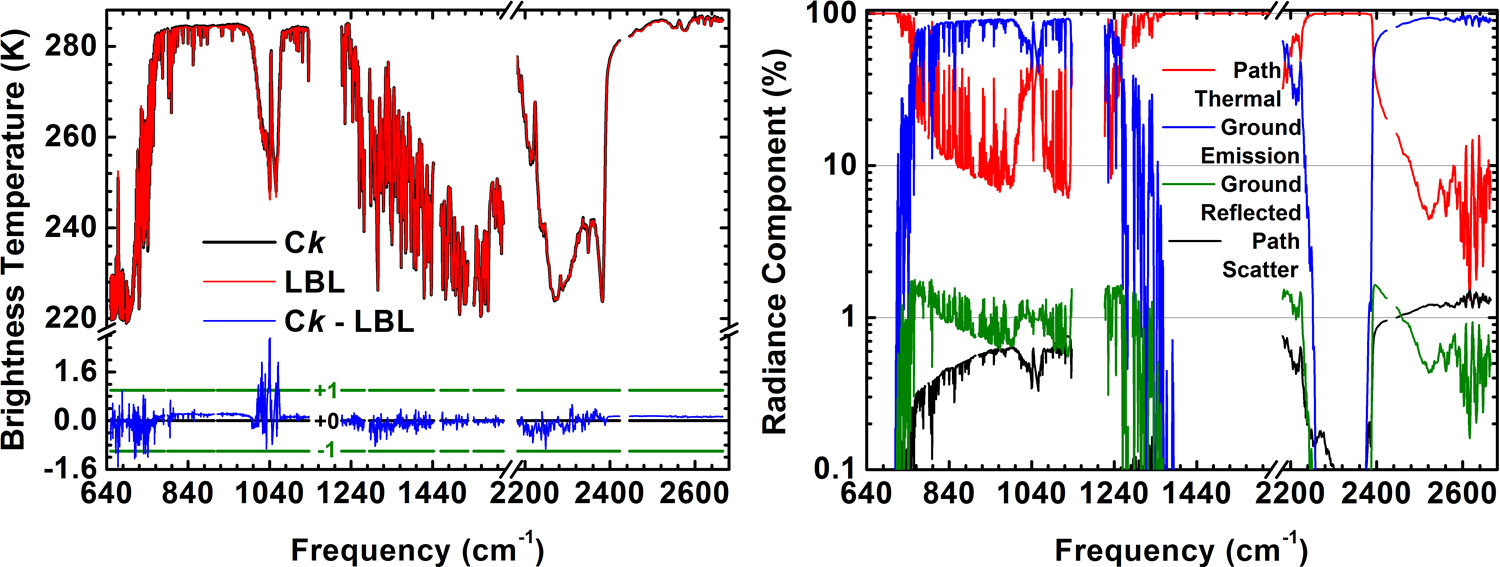 Brightness Temperature (K)
280
260
240
220
1.6
0.0
-1.6
Ck
LBL
Ck - LBL
+1
+0
-1
640 840 1040 1240 1440 2200 2400 2600
Frequency (cm-1)
Radiance Component (%)
100
10
1
0.1
Path
Thermal
Ground
Emission
Ground
Reflected
Path
Scatter
640 840 1040 1240 1440 2200 2400 2600
Frequency (cm-1)